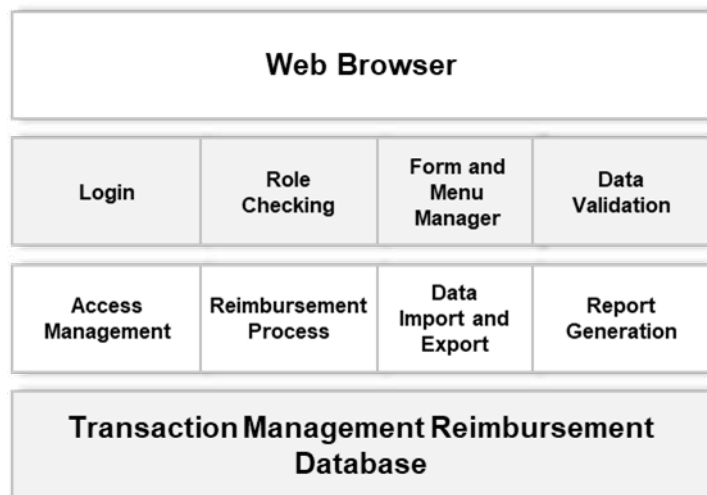 Web Browser
Login
Role
Checking
Form and
Menu
Manager
Data
Validation
Access
Management
Reimbursement
Process
Data
Import and
Export
Report
Generation
Transaction Management Reimbursement
Database